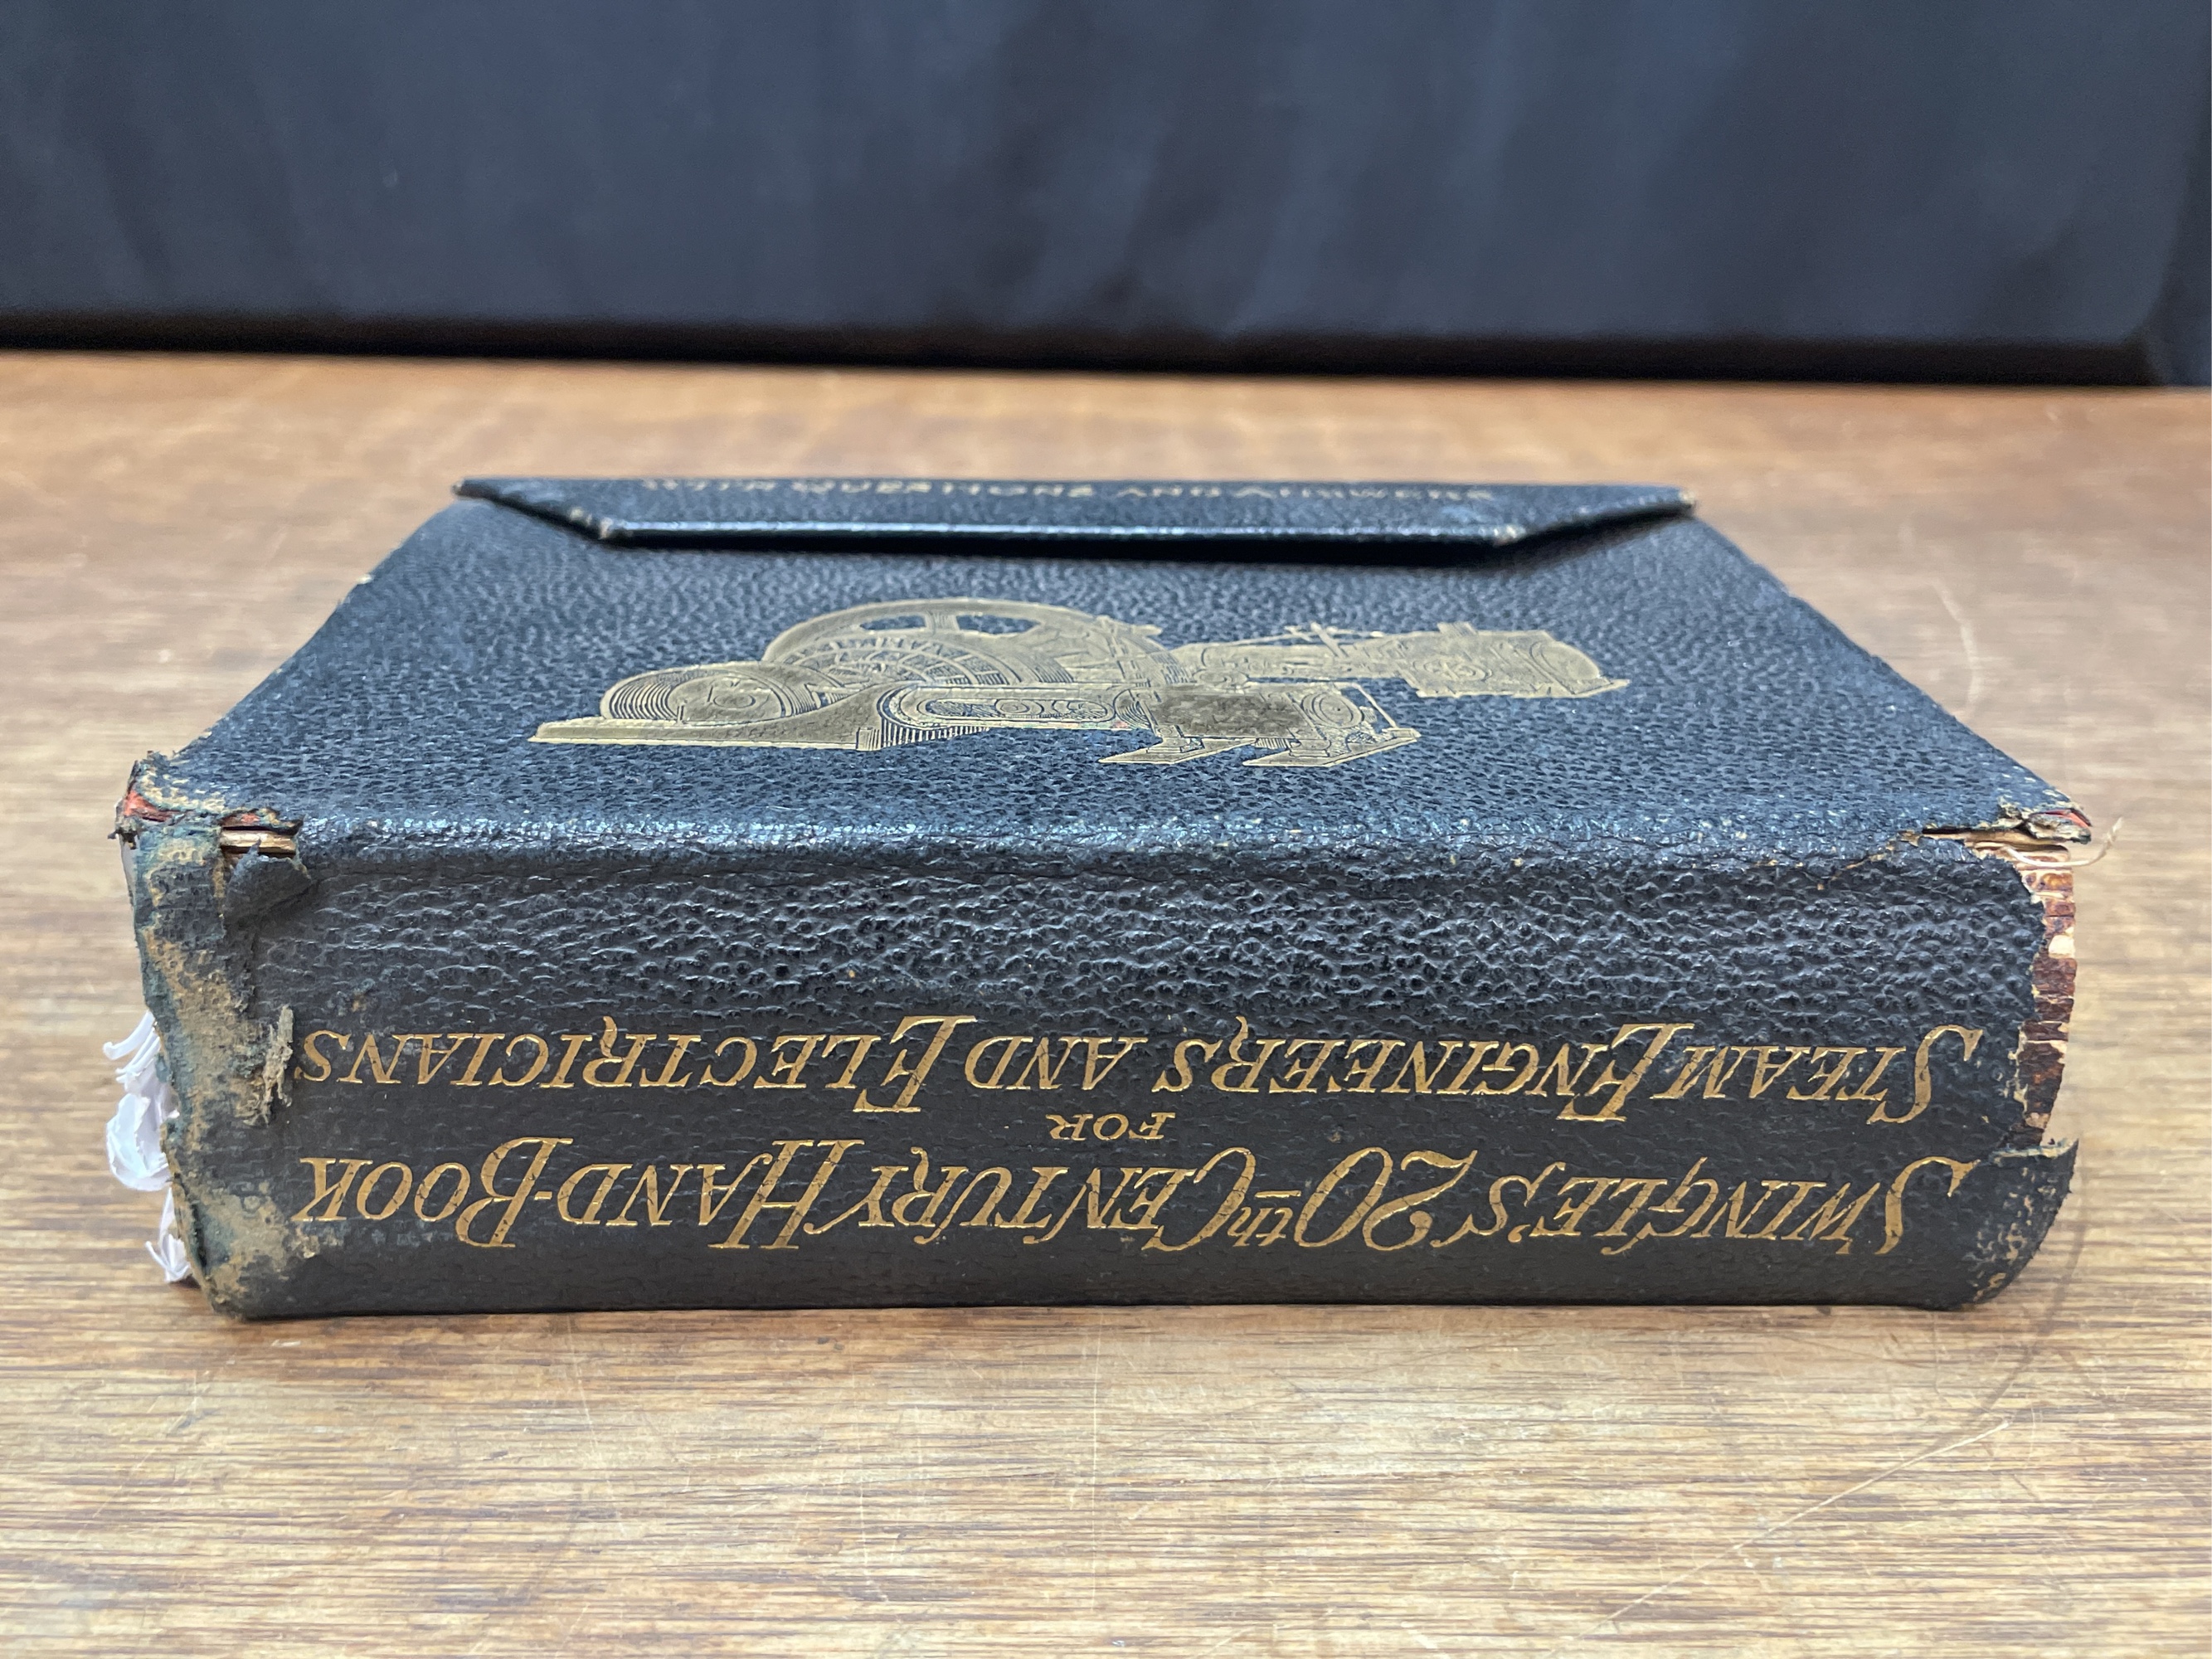 SWINGLE'S 20th CENTURY HAND-BOOK
FOR
STEAM ENGINEERS AND ELECTRICIANS
WITH QUESTIONS AND ANSWERS